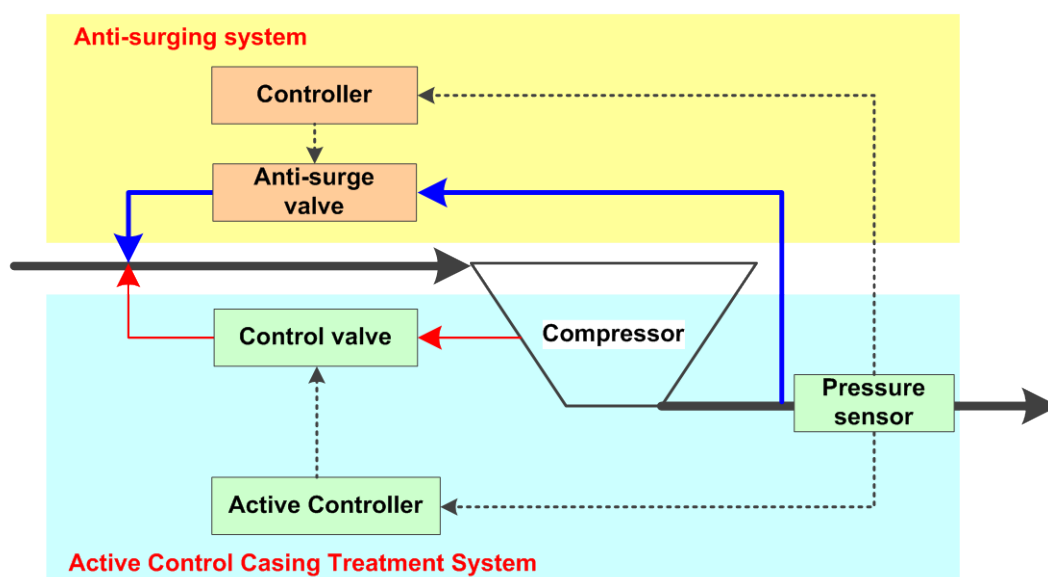 Anti-surging system
Controller
Anti-surge
valve
Control valve
Compressor
Pressure
sensor
Active Controller
Active Control Casing Treatment System